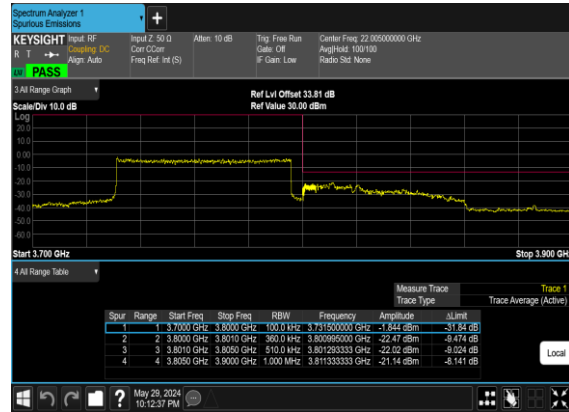 Spectrum Analyzer 1
Spurious Emissions
KEYSIGHT Input: RF Input Z: 50 Ω Atten: 10 dB Trig: Free Run Center Freq: 22.005000000 GHz
R T Coupling: DC Corr CCorr Gate: Off Avg|Hold: 100/100
Align: Auto Freq Ref: Int (S) IF Gain: Low Radio Std: None
PASS
3 All Range Graph Ref Lvl Offset 33.81 dB
Scale/Div 10.0 dB Ref Value 30.00 dBm
Log
20.0
10.0
0.00
-10.0
-20.0
-30.0
-40.0
-50.0
-60.0
Start 3.700 GHz Stop 3.900 GHz
4 All Range Table
Measure Trace Trace 1
Trace Type Trace Average (Active)
Spur Range Start Freq Stop Freq RBW Frequency Amplitude ΔLimit
1 1 3.7000 GHz 3.8000 GHz 100.0 kHz 3.731500000 GHz -1.844 dBm -31.84 dB
2 2 3.8000 GHz 3.8010 GHz 360.0 kHz 3.800995000 GHz -22.47 dBm -9.474 dB
3 3 3.8010 GHz 3.8050 GHz 510.0 kHz 3.801293333 GHz -22.02 dBm -9.024 dB
4 4 3.8050 GHz 3.9000 GHz 1.000 MHz 3.811333333 GHz -21.14 dBm -8.141 dB
Local
May 29, 2024
10:12:37 PM